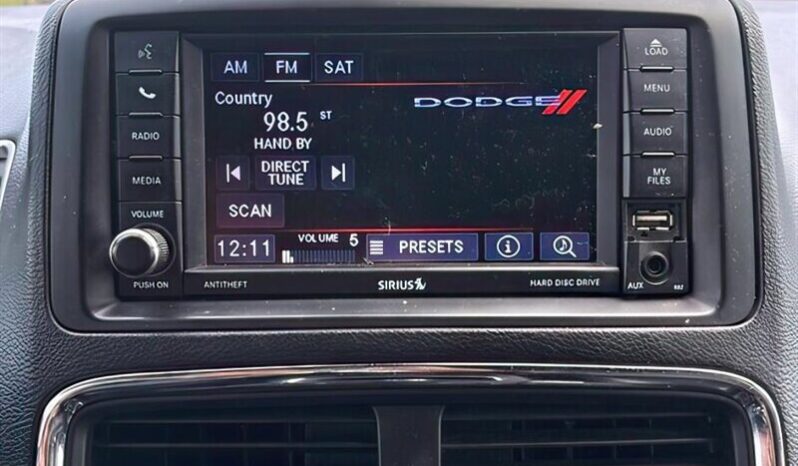 LOAD
AM FM SAT
MENU
Country
DODGE
98.5 ST
RADIO
AUDIO
HAND BY
DIRECT
TUNE
MEDIA
MY
FILES
SCAN
VOLUME
12:11
VOLUME 5
PRESETS
PUSH ON
ANTITHEFT
SIRIUS
HARD DISC DRIVE
AUX